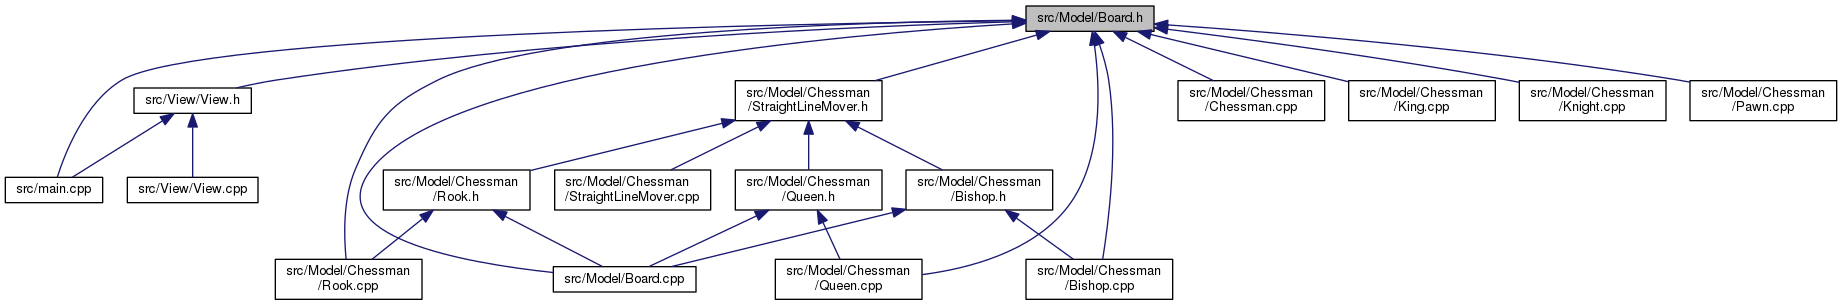 src/Model/Board.h
src/View/View.h
src/Model/Chessman
/StraightLineMover.h
src/Model/Chessman
/Chessman.cpp
src/Model/Chessman
/King.cpp
src/Model/Chessman
/Knight.cpp
src/Model/Chessman
/Pawn.cpp
src/main.cpp
src/View/View.cpp
src/Model/Chessman
/Rook.h
src/Model/Chessman
/StraightLineMover.cpp
src/Model/Chessman
/Queen.h
src/Model/Chessman
/Bishop.h
src/Model/Chessman
/Rook.cpp
src/Model/Board.cpp
src/Model/Chessman
/Queen.cpp
src/Model/Chessman
/Bishop.cpp